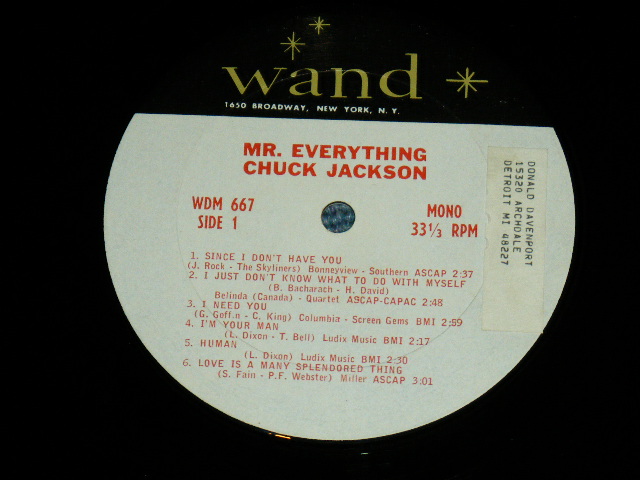 wand
1650 BROADWAY, NEW YORK, N. Y.
MR. EVERYTHING
CHUCK JACKSON
WDM 667
SIDE 1
MONO
33⅓ RPM
1. SINCE I DON'T HAVE YOU
(J. Rock - The Skyliners) Bonneyview - Southern ASCAP 2:37
2. I JUST DON'T KNOW WHAT TO DO WITH MYSELF
(B. Bacharach - H. David)
Belinda (Canada) - Quartet ASCAP-CAPAC 2:48
3. I NEED YOU
(G. Goff.n - C. King) Columbia - Screen Gems BMI 2:59
4. I'M YOUR MAN
(L. Dixon - T. Bell) Ludix Music BMI 2:17
5. HUMAN
(L. Dixon) Ludix Music BMI 2:30
6. LOVE IS A MANY SPLENDORED THING
(S. Fain - P.F. Webster) Miller ASCAP 3:01
DONALD DAVENPORT
15320 ARCHDALE
DETROIT MI 48227